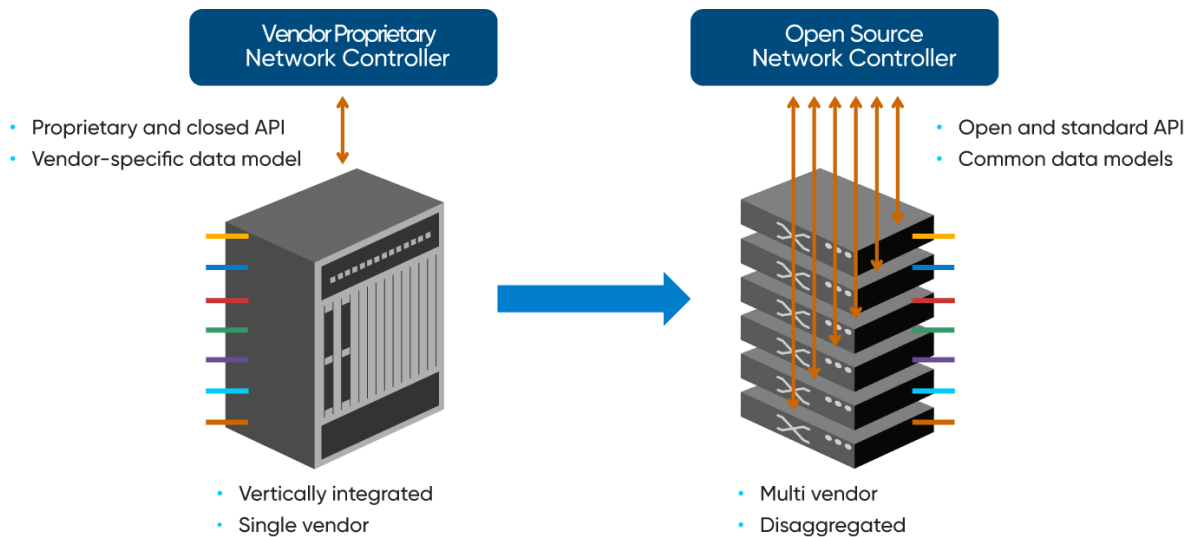 Vendor Proprietary
Network Controller
Proprietary and closed API
Vendor-specific data model
Vertically integrated
Single vendor
Open Source
Network Controller
Open and standard API
Common data models
Multi vendor
Disaggregated